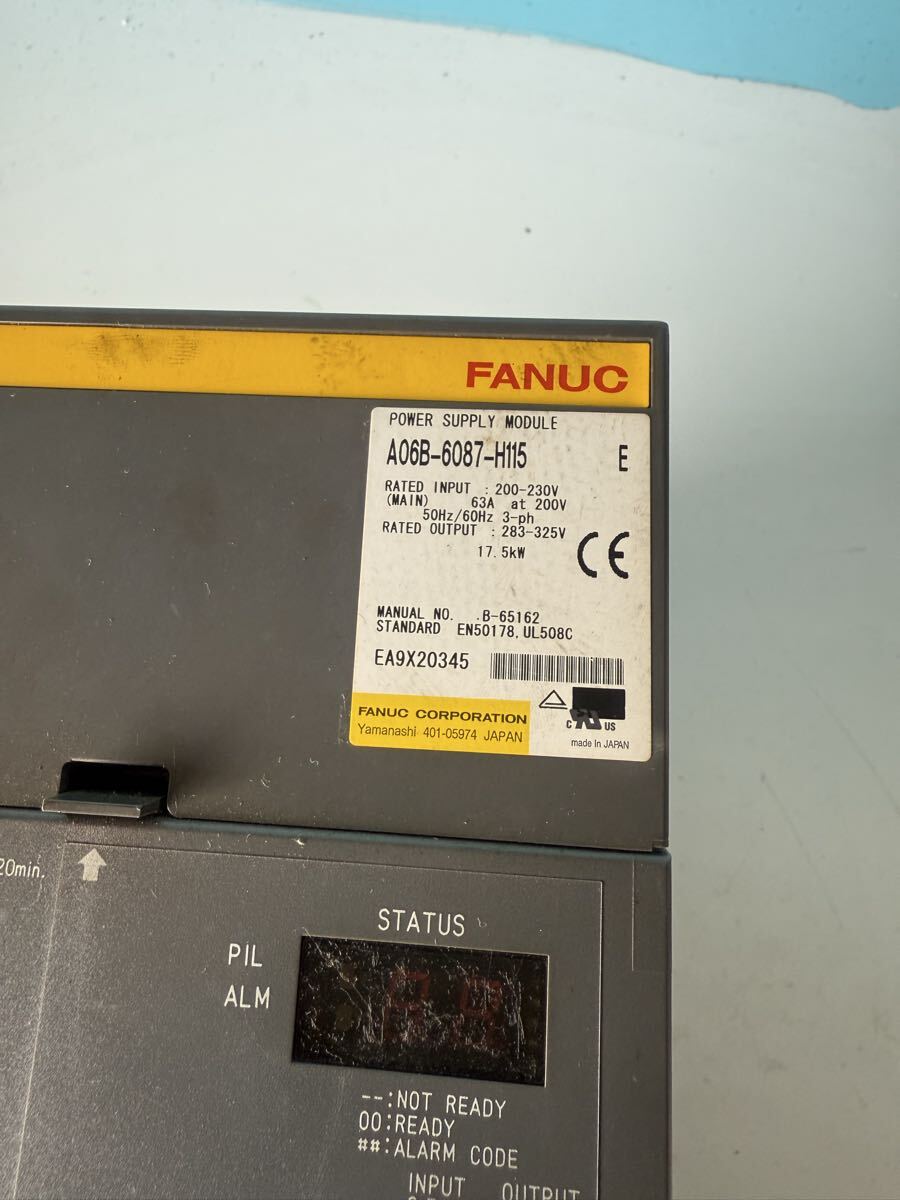 FANUC
POWER SUPPLY MODULE
A06B-6087-H115 E
RATED INPUT : 200-230V
(MAIN) 63A at 200V
50Hz/60Hz 3-ph
RATED OUTPUT : 283-325V
17.5kW
CE
MANUAL NO. .B-65162
STANDARD EN50178, UL508C
EA9X20345
FANUC CORPORATION
Yamanashi 401-05974 JAPAN
C US
made in JAPAN
20min.
STATUS
PIL
ALM
--:NOT READY
00:READY
##:ALARM CODE
INPUT OUTPUT